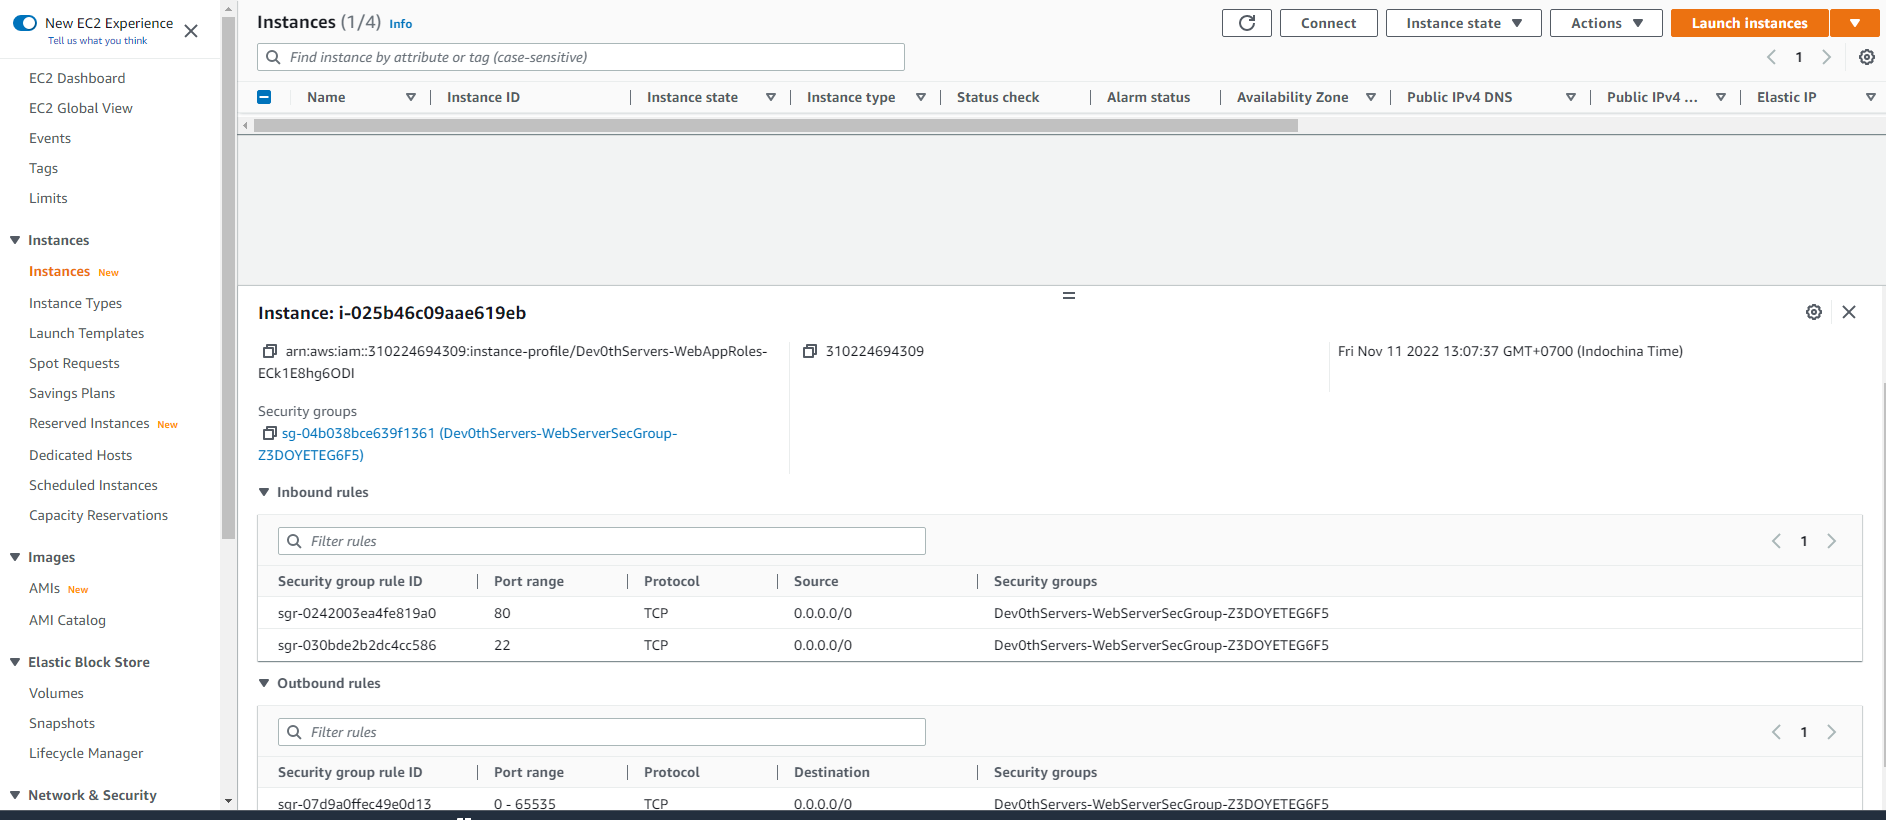 New EC2 Experience
Tell us what you think
EC2 Dashboard
EC2 Global View
Events
Tags
Limits
Instances
Instances New
Instance Types
Launch Templates
Spot Requests
Savings Plans
Reserved Instances New
Dedicated Hosts
Scheduled Instances
Capacity Reservations
Images
AMIs New
AMI Catalog
Elastic Block Store
Volumes
Snapshots
Lifecycle Manager
Network & Security
Instances (1/4) Info
Connect Instance state Actions Launch instances
Find instance by attribute or tag (case-sensitive) 1
Name Instance ID Instance state Instance type Status check Alarm status Availability Zone Public IPv4 DNS Public IPv4 ... Elastic IP
Instance: i-025b46c09aae619eb
arn:aws:iam::310224694309:instance-profile/Dev0thServers-WebAppRoles-
ECk1E8hg6ODI
310224694309
Fri Nov 11 2022 13:07:37 GMT+0700 (Indochina Time)
Security groups
sg-04b038bce639f1361 (Dev0thServers-WebServerSecGroup-
Z3DOYETEG6F5)
Inbound rules
Filter rules 1
Security group rule ID Port range Protocol Source Security groups
sgr-0242003ea4fe819a0 80 TCP 0.0.0.0/0 Dev0thServers-WebServerSecGroup-Z3DOYETEG6F5
sgr-030bde2b2dc4cc586 22 TCP 0.0.0.0/0 Dev0thServers-WebServerSecGroup-Z3DOYETEG6F5
Outbound rules
Filter rules 1
Security group rule ID Port range Protocol Destination Security groups
sgr-07d9a0ffec49e0d13 0 - 65535 TCP 0.0.0.0/0 Dev0thServers-WebServerSecGroup-Z3DOYETEG6F5